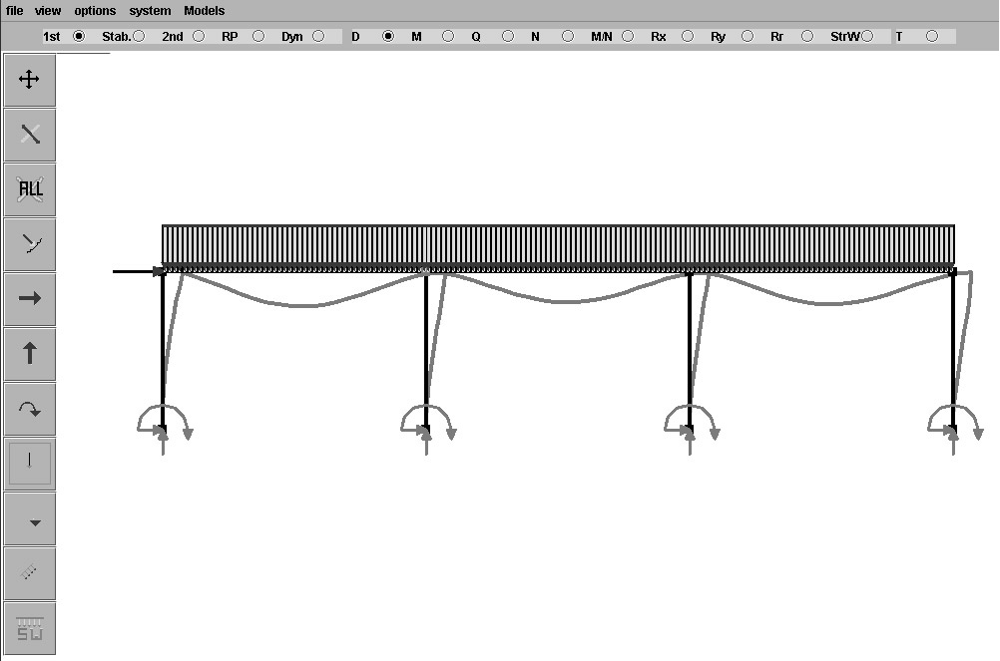 file view options system Models
1st Stab. 2nd RP Dyn D M Q N M/N Rx Ry Rr StrW T
ALL
SW